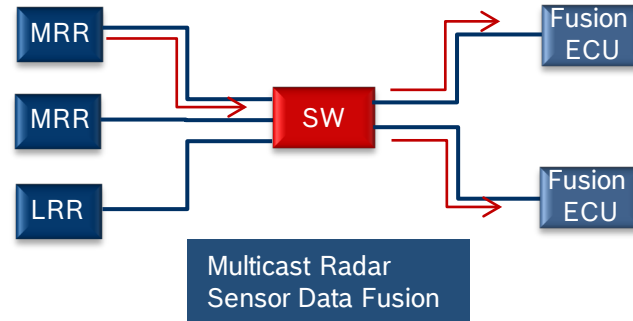 MRR
MRR
LRR
SW
Fusion
ECU
Fusion
ECU
Multicast Radar
Sensor Data Fusion